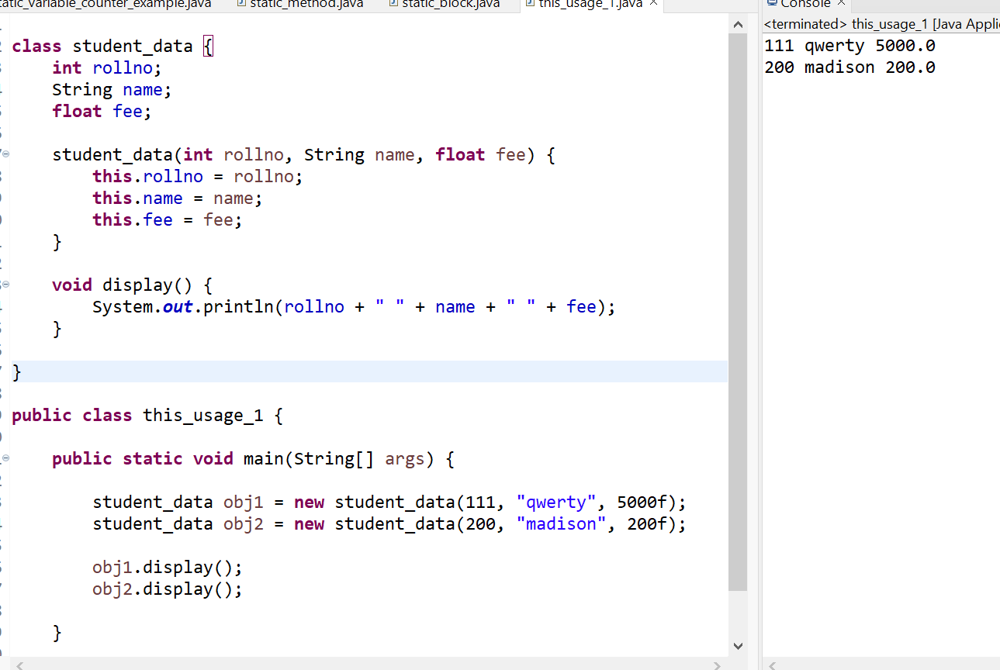 static_variable_counter_example.java static_method.java static_block.java this_usage_1.java
Console
<terminated> this_usage_1 [Java Appli
111 qwerty 5000.0
200 madison 200.0
class student_data {
int rollno;
String name;
float fee;
student_data(int rollno, String name, float fee) {
this.rollno = rollno;
this.name = name;
this.fee = fee;
}
void display() {
System.out.println(rollno + " " + name + " " + fee);
}
}
public class this_usage_1 {
public static void main(String[] args) {
student_data obj1 = new student_data(111, "qwerty", 5000f);
student_data obj2 = new student_data(200, "madison", 200f);
obj1.display();
obj2.display();
}